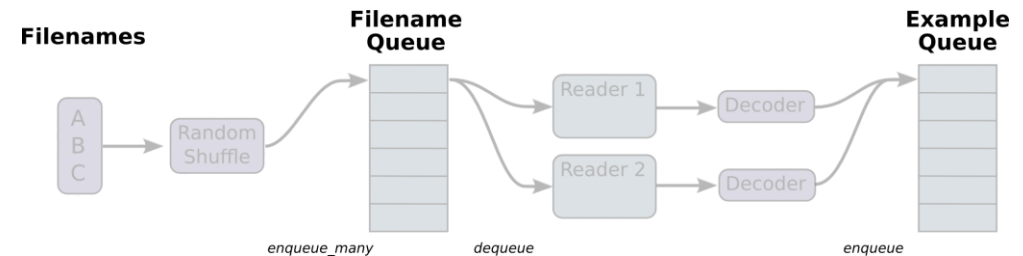 Filenames
Filename
Queue
Example
Queue
A
B
C
Random
Shuffle
Reader 1
Decoder
Reader 2
Decoder
enqueue_many
dequeue
enqueue